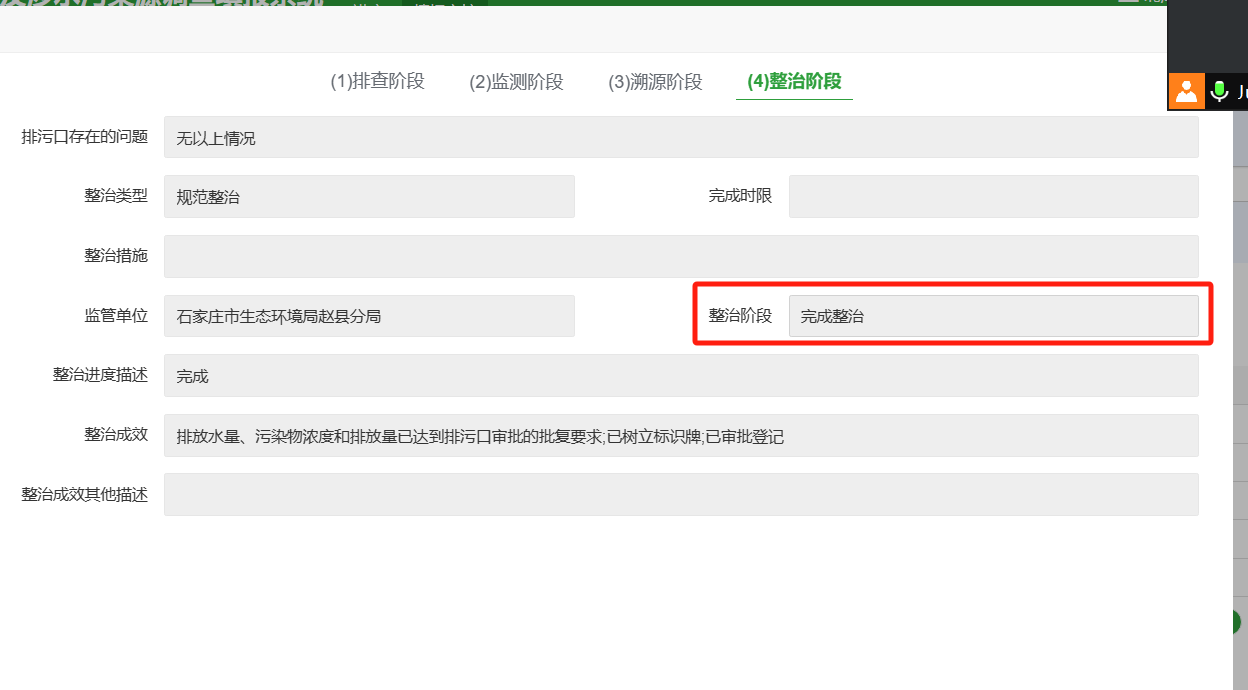 (1)排查阶段 (2)监测阶段 (3)溯源阶段 (4)整治阶段
排污口存在的问题 无以上情况
整治类型 规范整治 完成时限
整治措施
监管单位 石家庄市生态环境局赵县分局 整治阶段 完成整治
整治进度描述 完成
整治成效 排放水量、污染物浓度和排放量已达到排污口审批的批复要求;已树立标识牌;已审批登记
整治成效其他描述